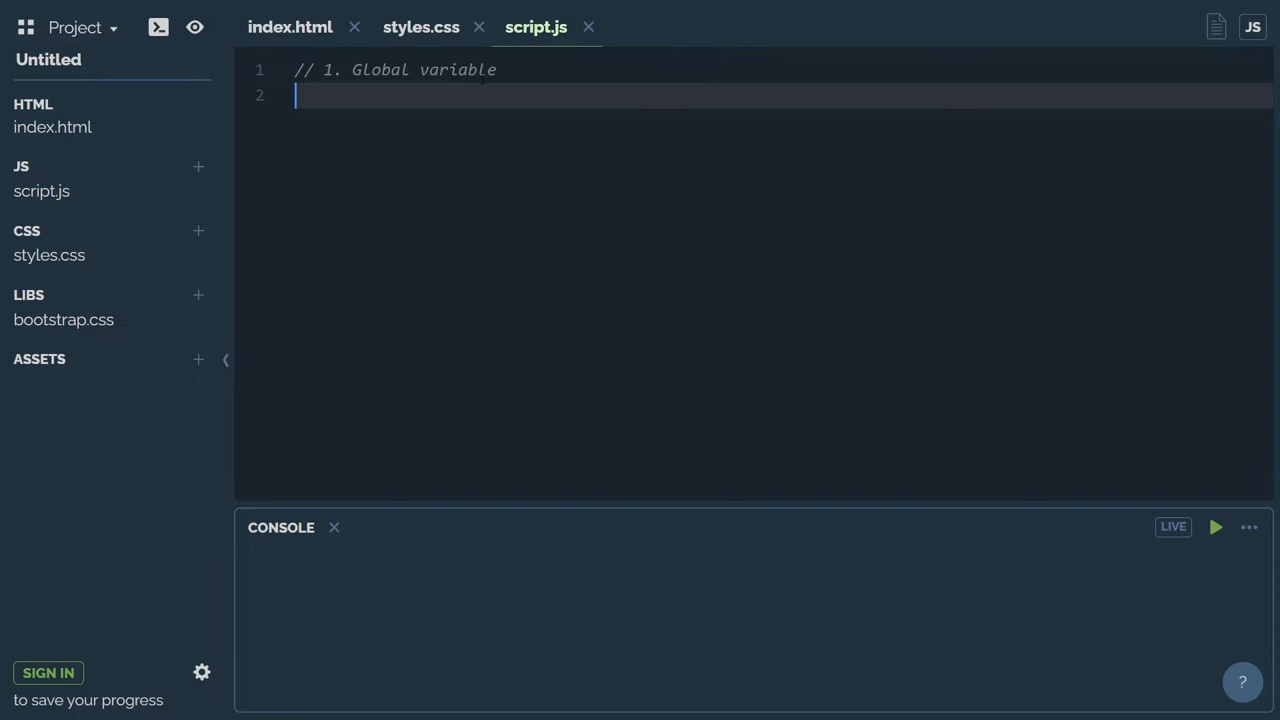 Project
index.html
styles.css
script.js
JS
Untitled
HTML
index.html
JS
script.js
CSS
styles.css
LIBS
bootstrap.css
ASSETS
1 // 1. Global variable
2
CONSOLE
LIVE
SIGN IN
to save your progress
?